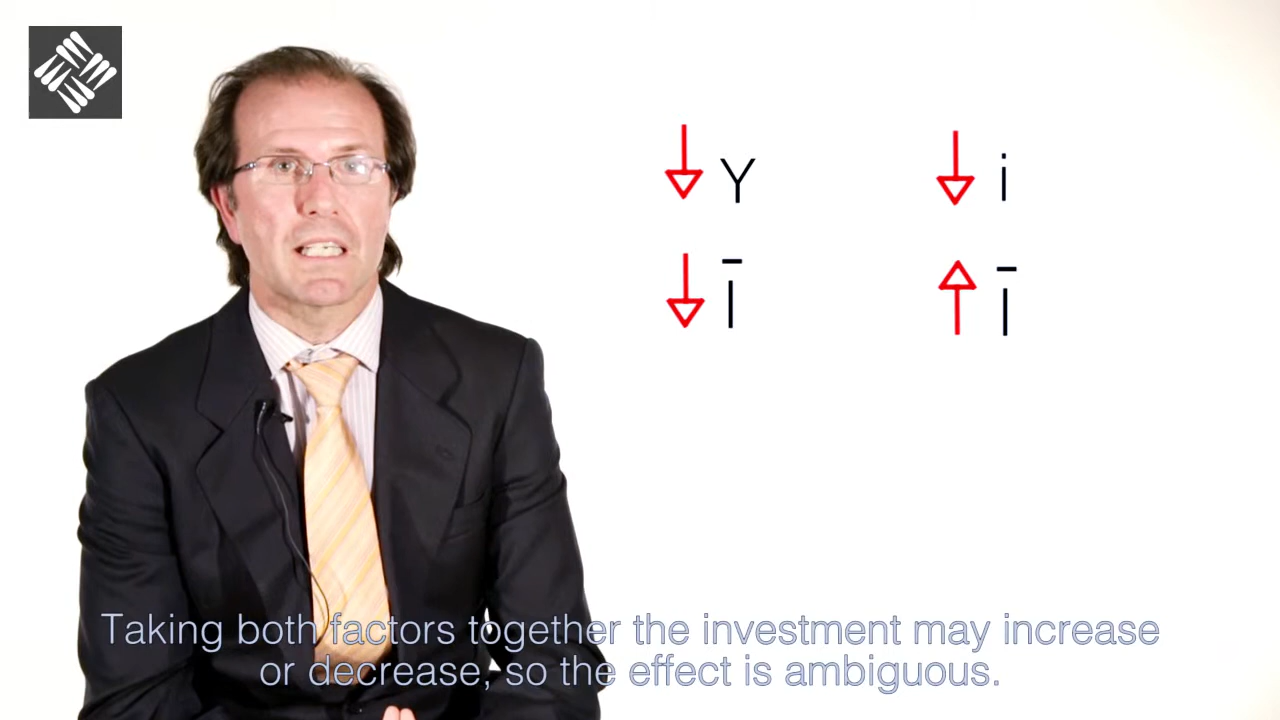 ↓ Y ↓ i
↓ Ī ↑ Ī
Taking both factors together the investment may increase
or decrease, so the effect is ambiguous.